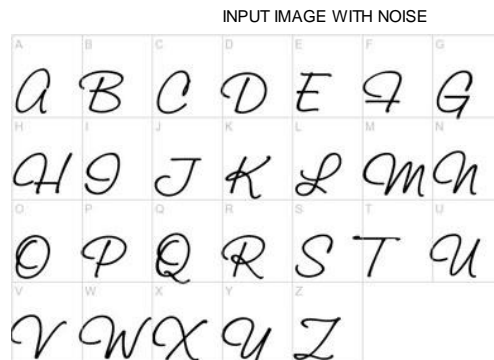 INPUT IMAGE WITH NOISE
A B C D E F G
A B C D E F G
H I J K L M N
H I J K L M N
O P Q R S T U
O P Q R S T U
V W X Y Z
V W X Y Z